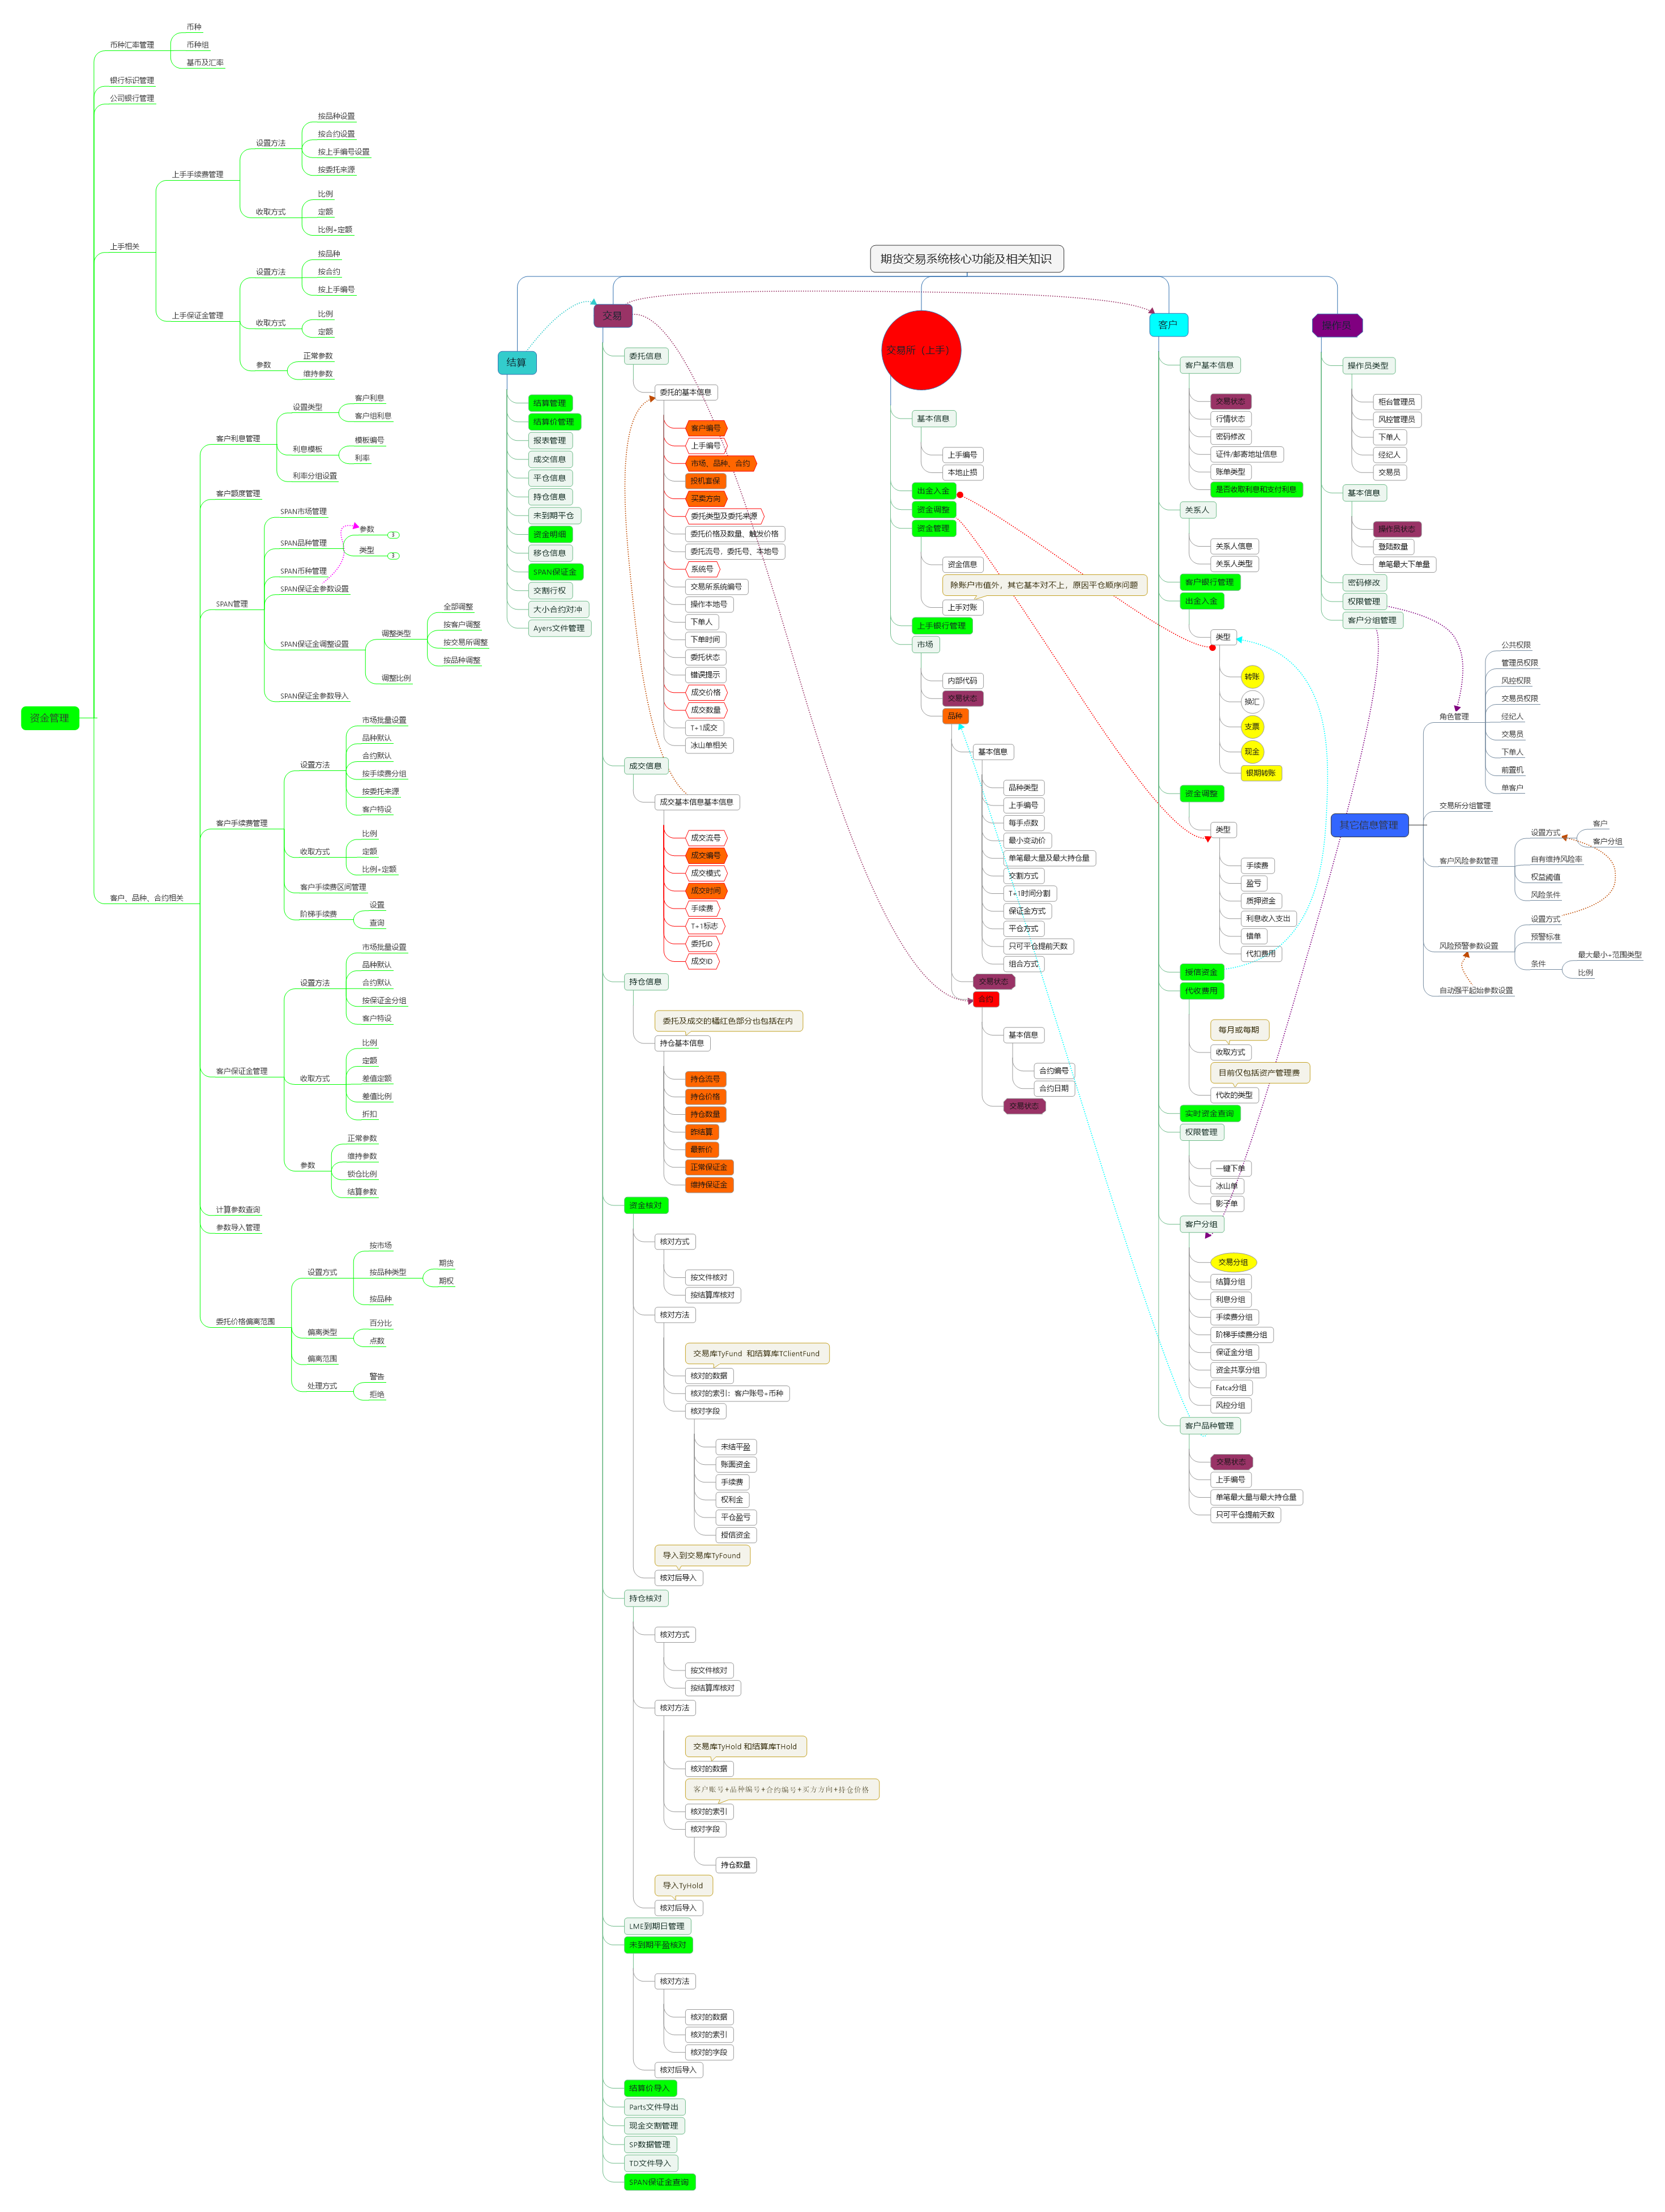 期货交易系统核心功能及相关知识
资金管理
币种汇率管理
币种
币种组
基币及汇率
银行标识管理
公司银行管理
上手相关
上手手续费管理
设置方法
按品种设置
按合约设置
按上手编号设置
按委托来源
收取方式
比例
定额
比例+定额
上手保证金管理
设置方法
按品种
按合约
按上手编号
收取方式
比例
定额
参数
正常参数
维持参数
客户、品种、合约相关
客户利息管理
设置类型
客户利息
客户组利息
利息模板
模板编号
利率
利率分组设置
客户额度管理
SPAN管理
SPAN市场管理
SPAN品种管理
参数
3
类型
SPAN币种管理
SPAN保证金参数设置
SPAN保证金调整设置
调整类型
全部调整
按客户调整
按交易所调整
按品种调整
调整比例
SPAN保证金参数导入
客户手续费管理
设置方法
市场批量设置
品种默认
合约默认
按手续费分组
按委托来源
客户特设
收取方式
比例
定额
比例+定额
客户手续费区间管理
阶梯手续费
设置
查询
客户保证金管理
设置方法
市场批量设置
品种默认
合约默认
按保证金分组
客户特设
收取方式
比例
定额
差值定额
差值比例
折扣
参数
正常参数
维持参数
锁仓比例
结算参数
计算参数查询
参数导入管理
委托价格偏离范围
设置方式
按市场
按品种类型
期货
期权
按品种
偏离类型
百分比
点数
偏离范围
处理方式
警告
拒绝
结算
结算管理
结算价管理
报表管理
成交信息
平仓信息
持仓信息
未到期平仓
资金明细
移仓信息
SPAN保证金
交割行权
大小合约对冲
Ayers文件管理
交易
委托信息
委托的基本信息
客户编号
上手编号
市场、品种、合约
投机套保
买卖方向
委托类型及委托来源
委托价格及数量、触发价格
委托流号、委托号、本地号
系统号
交易所系统编号
操作本地号
下单人
下单时间
委托状态
错误提示
成交价格
成交数量
T+1成交
冰山单相关
成交信息
成交基本信息基本信息
成交流号
成交编号
成交模式
成交时间
手续费
T+1标志
委托ID
成交ID
持仓信息
委托及成交的橘红色部分也包括在内
持仓基本信息
持仓流号
持仓价格
持仓数量
昨结算
最新价
正常保证金
维持保证金
资金核对
核对方式
按文件核对
按结算库核对
核对方法
交易库TyFund 和结算库TClientFund
核对的数据
核对的索引：客户账号+币种
核对字段
未结平盈
账面资金
手续费
权利金
平仓盈亏
授信资金
导入到交易库TyFound
核对后导入
持仓核对
核对方式
按文件核对
按结算库核对
核对方法
交易库TyHold 和结算库THold
核对的数据
客户账号+品种编号+合约编号+买方方向+持仓价格
核对的索引
核对字段
持仓数量
导入TyHold
核对后导入
LME到期日管理
未到期平盈核对
核对方法
核对的数据
核对的索引
核对的字段
核对后导入
结算价导入
Parts文件导出
现金交割管理
SP数据管理
TD文件导入
SPAN保证金查询
交易所（上手）
基本信息
上手编号
本地止损
出金入金
资金调整
资金管理
资金信息
除账户市值外，其它基本对不上，原因平仓顺序问题
上手对账
上手银行管理
市场
内部代码
交易状态
品种
基本信息
品种类型
上手编号
每手点数
最小变动价
单笔最大量及最大持仓量
交割方式
T+1时间分割
保证金方式
平仓方式
只可平仓提前天数
组合方式
交易状态
合约
基本信息
合约编号
合约日期
交易状态
客户
客户基本信息
交易状态
行情状态
密码修改
证件/邮寄地址信息
账单类型
是否收取利息和支付利息
关系人
关系人信息
关系人类型
客户银行管理
出金入金
类型
转账
换汇
支票
现金
银期转账
资金调整
类型
手续费
盈亏
质押资金
利息收入支出
错单
代扣费用
授信资金
代收费用
每月或每期
收取方式
目前仅包括资产管理费
代收的类型
实时资金查询
权限管理
一键下单
冰山单
影子单
客户分组
交易分组
结算分组
利息分组
手续费分组
阶梯手续费分组
保证金分组
资金共享分组
Fatca分组
风控分组
客户品种管理
交易状态
上手编号
单笔最大量与最大持仓量
只可平仓提前天数
操作员
操作员类型
柜台管理员
风控管理员
下单人
经纪人
交易员
基本信息
操作员状态
登陆数量
单笔最大下单量
密码修改
权限管理
客户分组管理
其它信息管理
角色管理
公共权限
管理员权限
风控权限
交易员权限
经纪人
交易员
下单人
前置机
单客户
交易所分组管理
客户风险参数管理
设置方式
客户
客户分组
自有维持风险率
权益阈值
风险条件
风险预警参数设置
设置方式
预警标准
条件
最大最小+范围类型
比例
自动强平起始参数设置